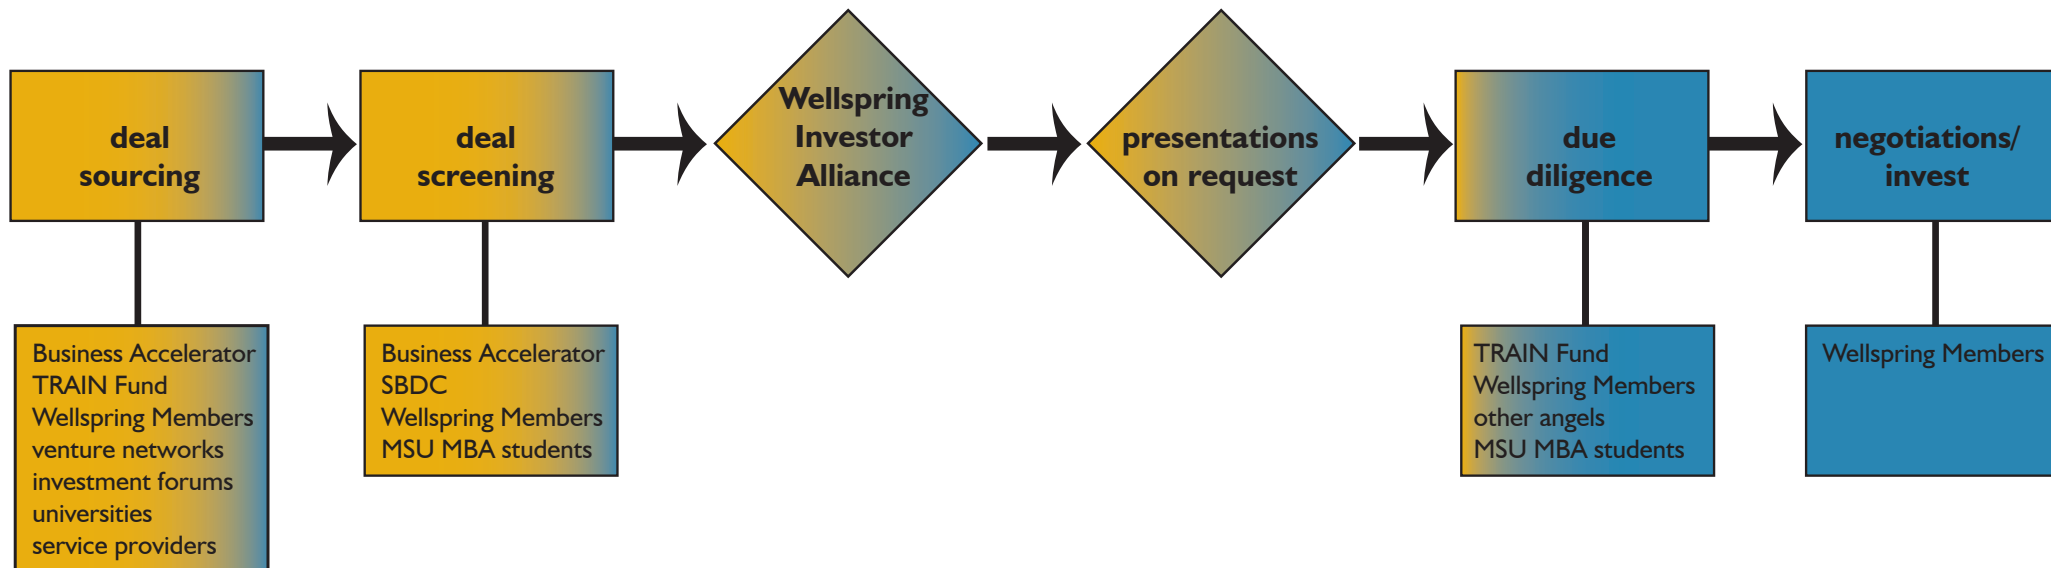 deal
sourcing
deal
screening
Wellspring
Investor
Alliance
presentations
on request
due
diligence
negotiations/
invest
Business Accelerator
TRAIN Fund
Wellspring Members
venture networks
investment forums
universities
service providers
Business Accelerator
SBDC
Wellspring Members
MSU MBA students
TRAIN Fund
Wellspring Members
other angels
MSU MBA students
Wellspring Members